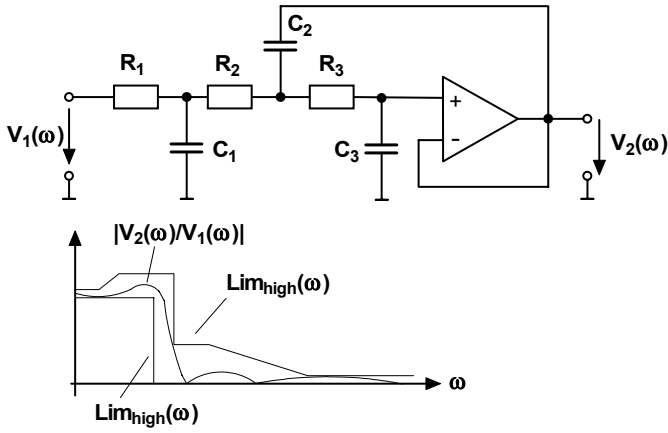 C2
R1
R2
R3
+
-
V1(ω)
C1
C3
V2(ω)
|V2(ω)/V1(ω)|
Limhigh(ω)
ω
Limhigh(ω)